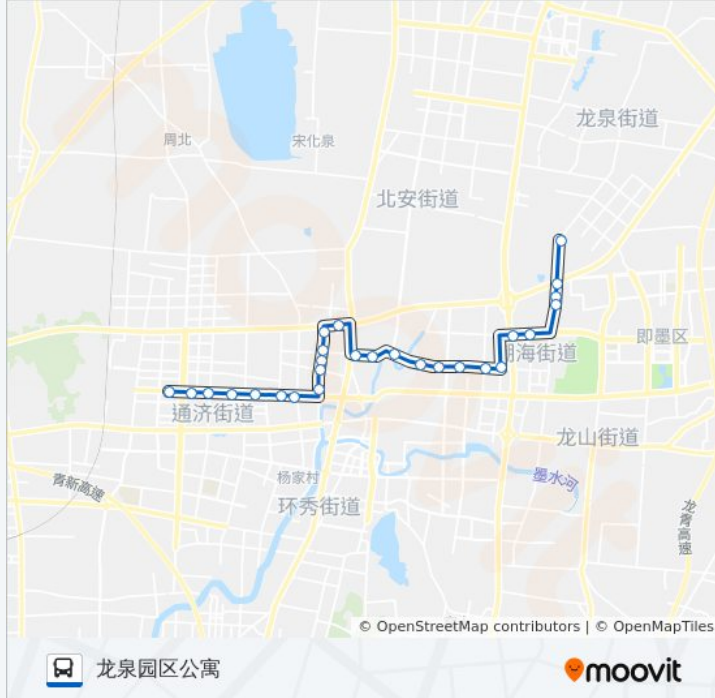 龙泉街道
周北
宋化泉
北安街道
即墨区
潮海街道
通济街道
龙山街道
杨家村
墨水河
青新高速
环秀街道
龙青高速
© OpenStreetMap contributors | © OpenMapTiles
龙泉园区公寓
moovit